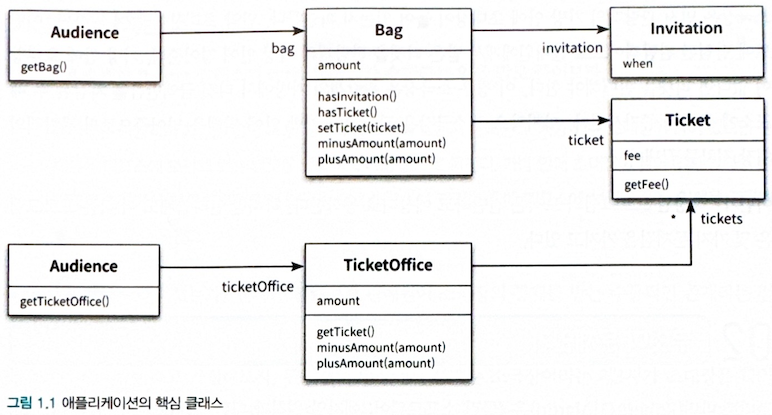 Audience
getBag()
bag
Bag
amount
hasInvitation()
hasTicket()
setTicket(ticket)
minusAmount(amount)
plusAmount(amount)
invitation
Invitation
when
ticket
Ticket
fee
getFee()
* tickets
Audience
getTicketOffice()
ticketOffice
TicketOffice
amount
getTicket()
minusAmount(amount)
plusAmount(amount)
그림 1.1 애플리케이션의 핵심 클래스